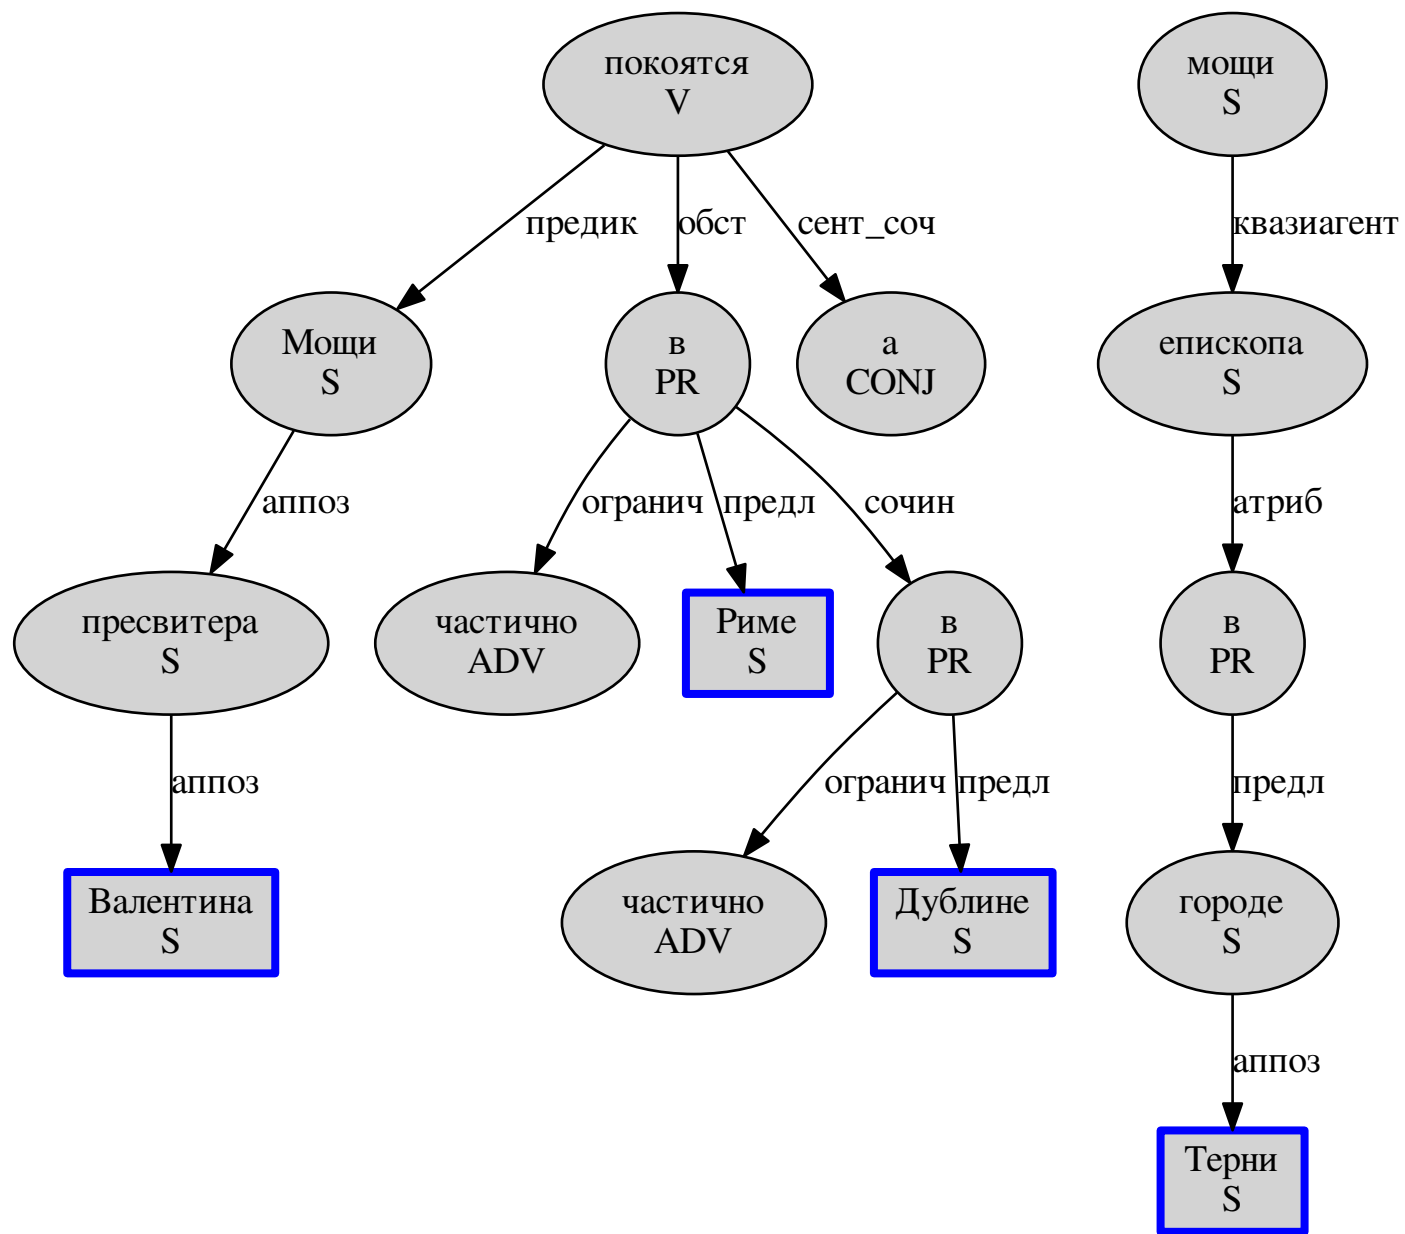 покоятся
V
мощи
S
предик
обст
сент_соч
квазиагент
Мощи
S
в
PR
а
CONJ
епископа
S
аппоз
огранич
предл
сочин
атриб
пресвитера
S
частично
ADV
Риме
S
в
PR
в
PR
аппоз
огранич
предл
предл
Валентина
S
частично
ADV
Дублине
S
городе
S
аппоз
Терни
S